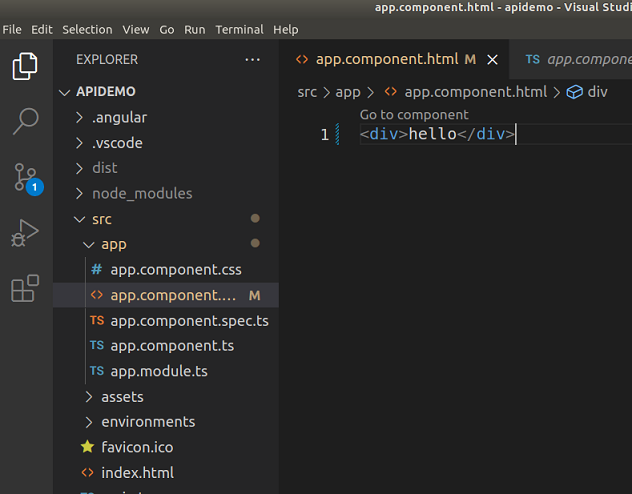 app.component.html - apidemo - Visual Studi
File Edit Selection View Go Run Terminal Help
EXPLORER ...
app.component.html M
TS app.compone
APIDEMO
src > app > <> app.component.html > div
.angular
Go to component
.vscode
1 <div>hello</div>
dist
1
node_modules
src
app
# app.component.css
<> app.component.... M
TS app.component.spec.ts
TS app.component.ts
TS app.module.ts
assets
environments
favicon.ico
<> index.html